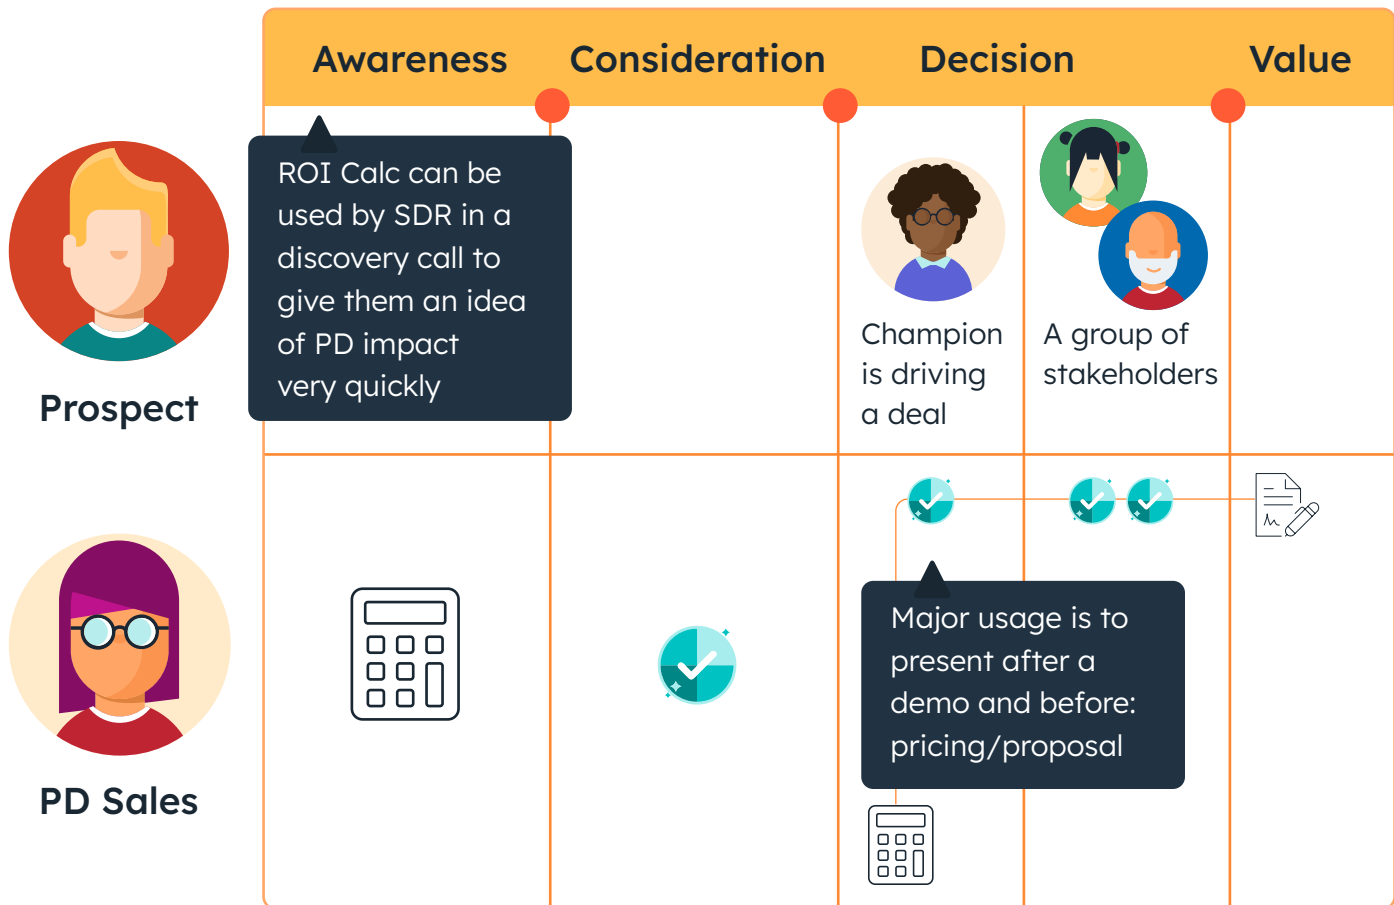 Awareness
Consideration
Decision
Value
ROI Calc can be
used by SDR in a
discovery call to
give them an idea
of PD impact
very quickly
Prospect
Champion
is driving
a deal
A group of
stakeholders
Major usage is to
present after a
demo and before:
pricing/proposal
PD Sales